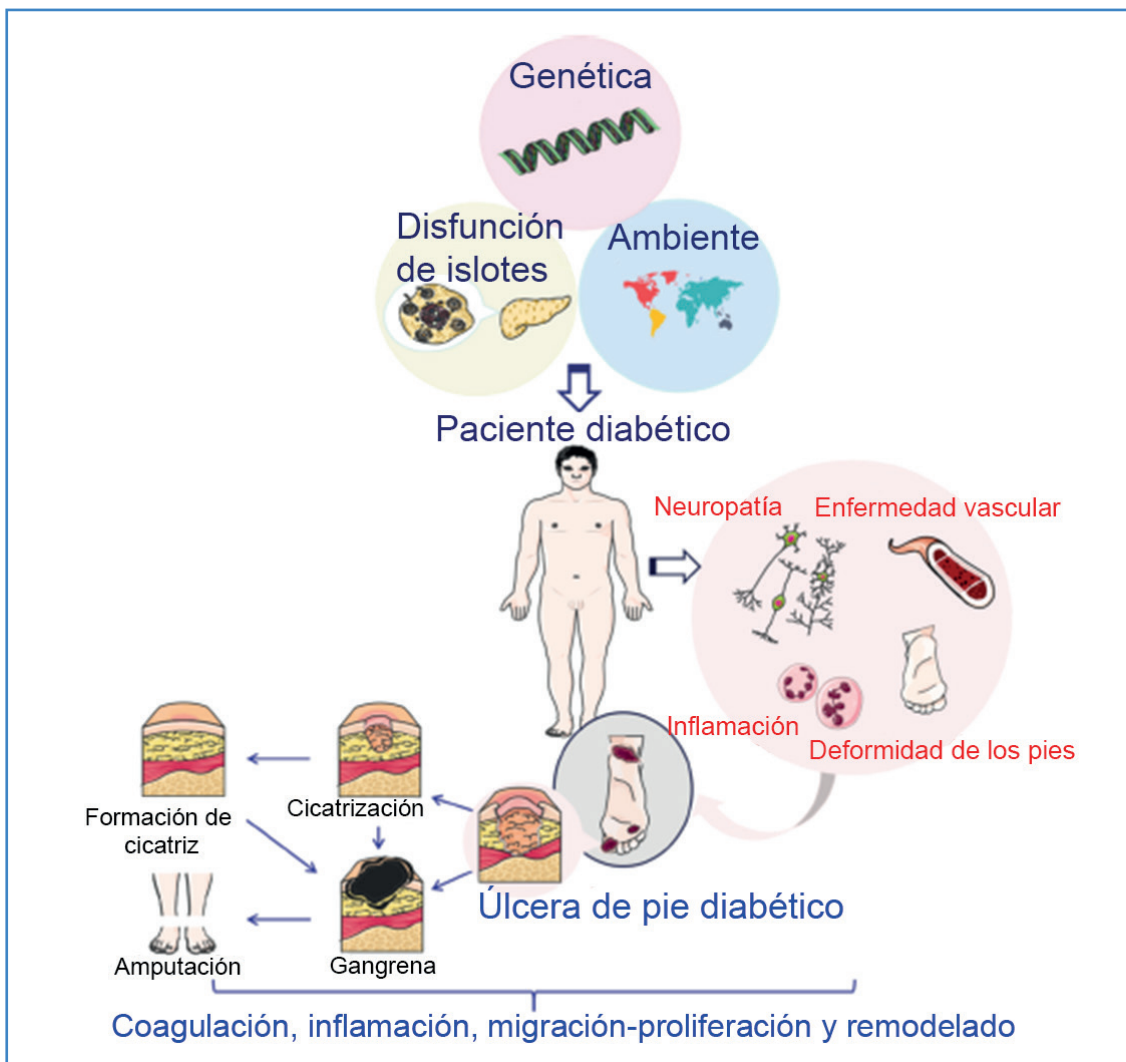 Genética
Disfunción
de islotes
Ambiente
Paciente diabético
Neuropatía
Enfermedad vascular
Inflamación
Deformidad de los pies
Formación de
cicatriz
Cicatrización
Úlcera de pie diabético
Amputación
Gangrena
Coagulación, inflamación, migración-proliferación y remodelado